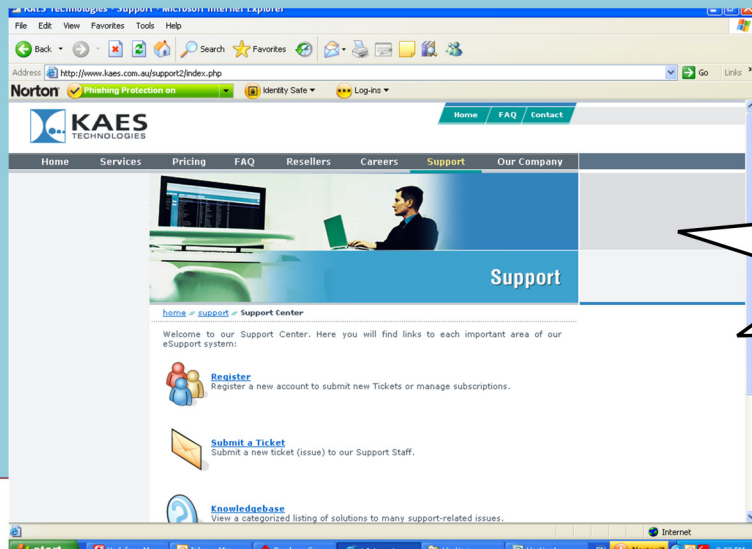 KAES Technologies - Support - Microsoft Internet Explorer
File Edit View Favorites Tools Help
Back Search Favorites
Address http://www.kaes.com.au/support2/index.php Go Links
Norton Phishing Protection on Identity Safe Log-ins
KAES
TECHNOLOGIES
Home FAQ Contact
Home Services Pricing FAQ Resellers Careers Support Our Company
Support
home // support // Support Center
Welcome to our Support Center. Here you will find links to each important area of our
eSupport system:
Register
Register a new account to submit new Tickets or manage subscriptions.
Submit a Ticket
Submit a new ticket (issue) to our Support Staff.
Knowledgebase
View a categorized listing of solutions to many support-related issues.
Internet
start